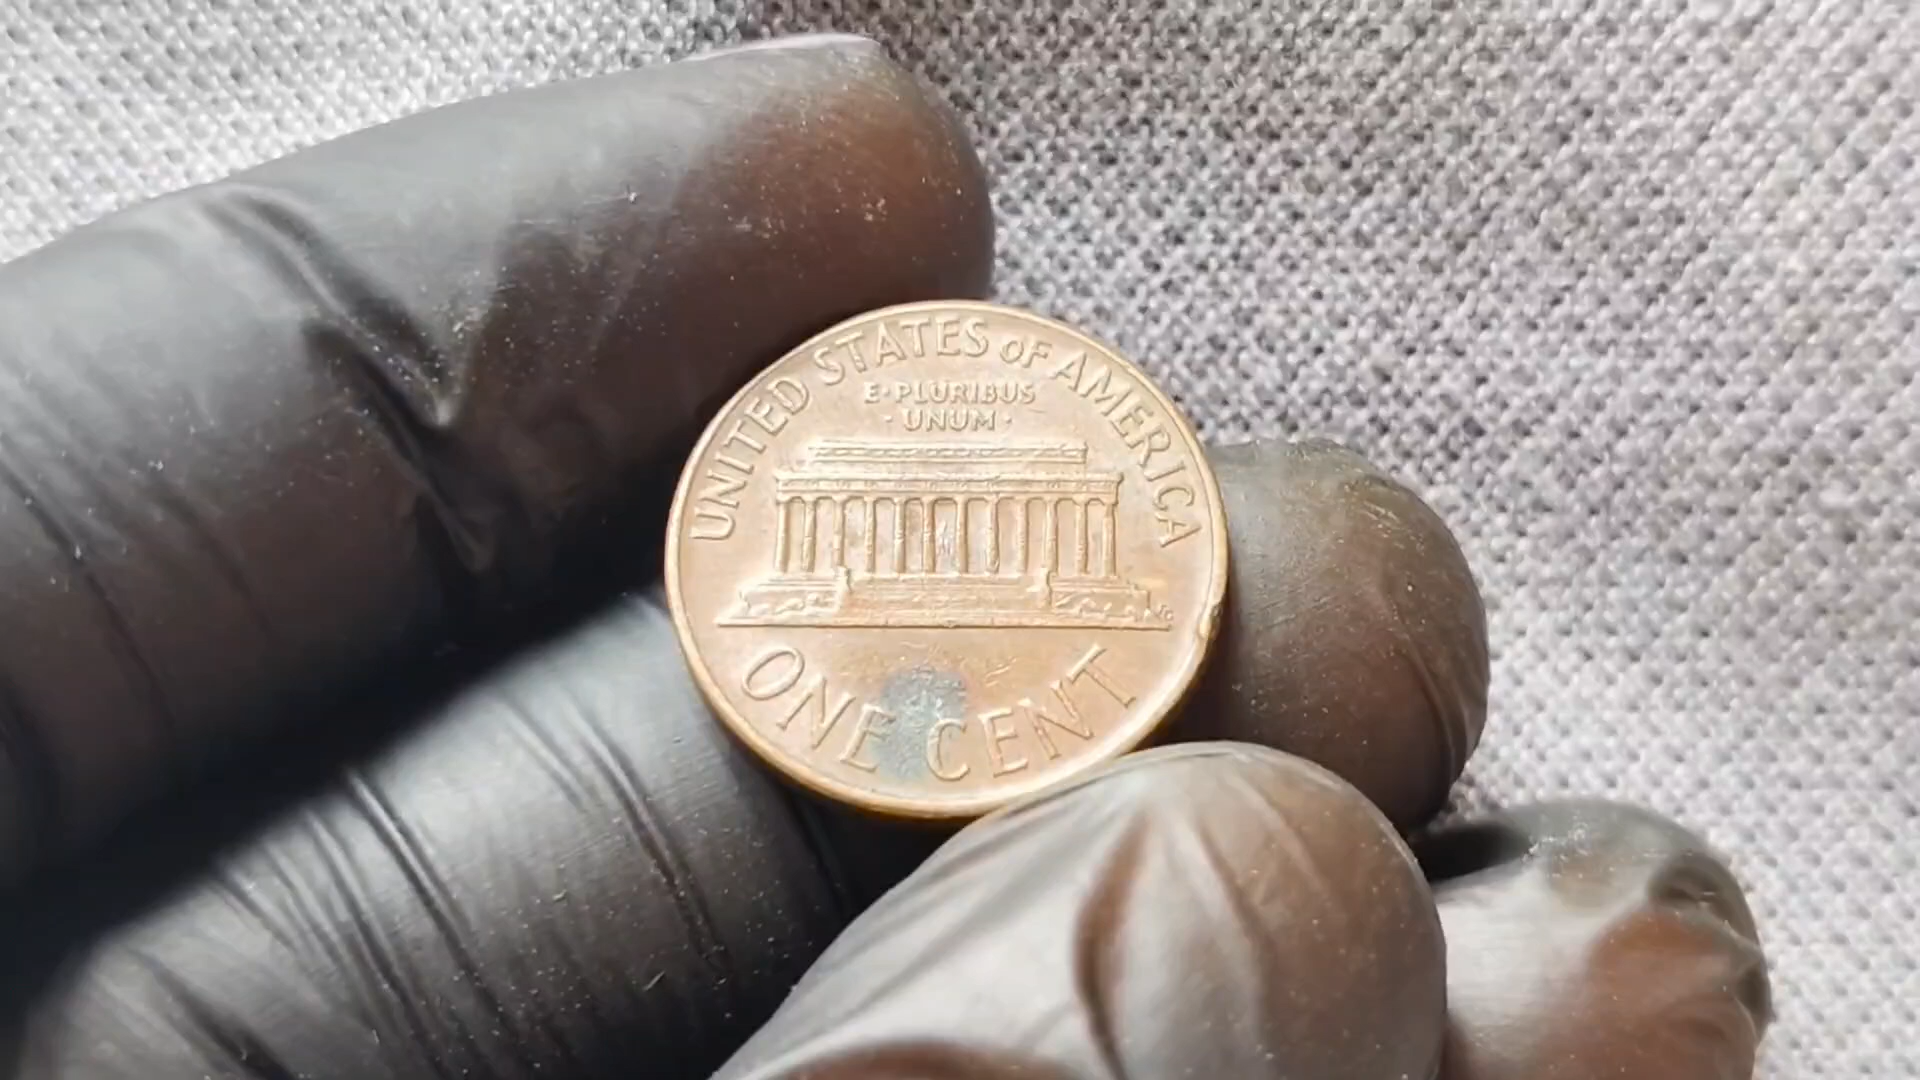 UNITED STATES OF AMERICA
E·PLURIBUS
·UNUM·
ONE CENT